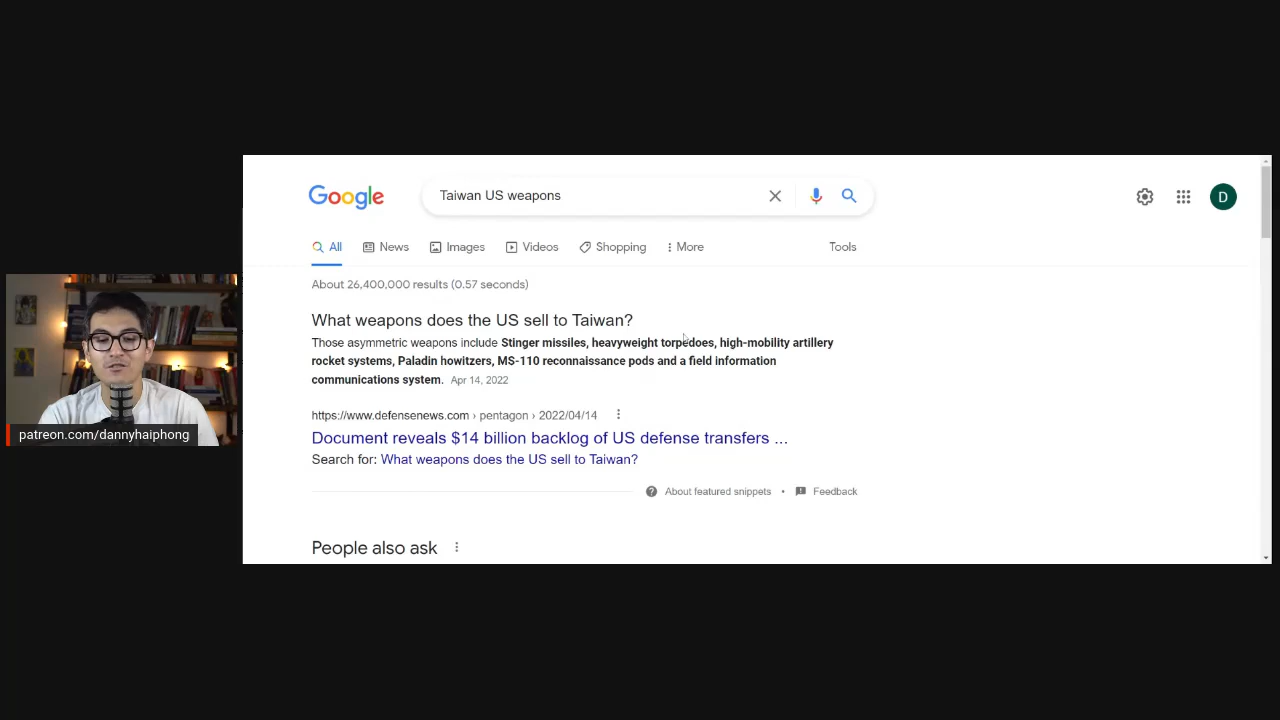 Google
Taiwan US weapons
D
All News Images Videos Shopping More Tools
About 26,400,000 results (0.57 seconds)
What weapons does the US sell to Taiwan?
Those asymmetric weapons include Stinger missiles, heavyweight torpedoes, high-mobility artillery
rocket systems, Paladin howitzers, MS-110 reconnaissance pods and a field information
communications system. Apr 14, 2022
https://www.defensenews.com › pentagon › 2022/04/14
Document reveals $14 billion backlog of US defense transfers ...
Search for: What weapons does the US sell to Taiwan?
About featured snippets • Feedback
People also ask
patreon.com/dannyhaiphong